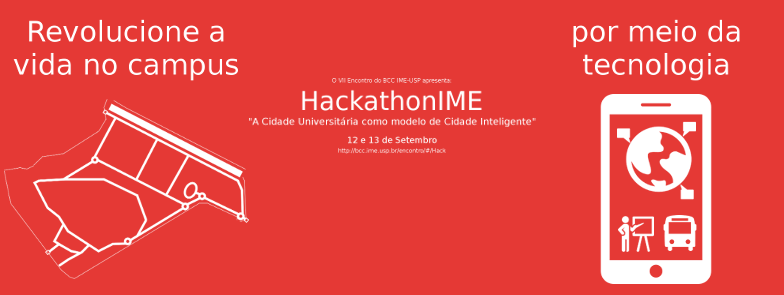 Revolucione a
vida no campus
O VII Encontro do BCC IME-USP apresenta:
HackathonIME
"A Cidade Universitária como modelo de Cidade Inteligente"
12 e 13 de Setembro
http://bcc.ime.usp.br/encontro/#/Hack
por meio da
tecnologia